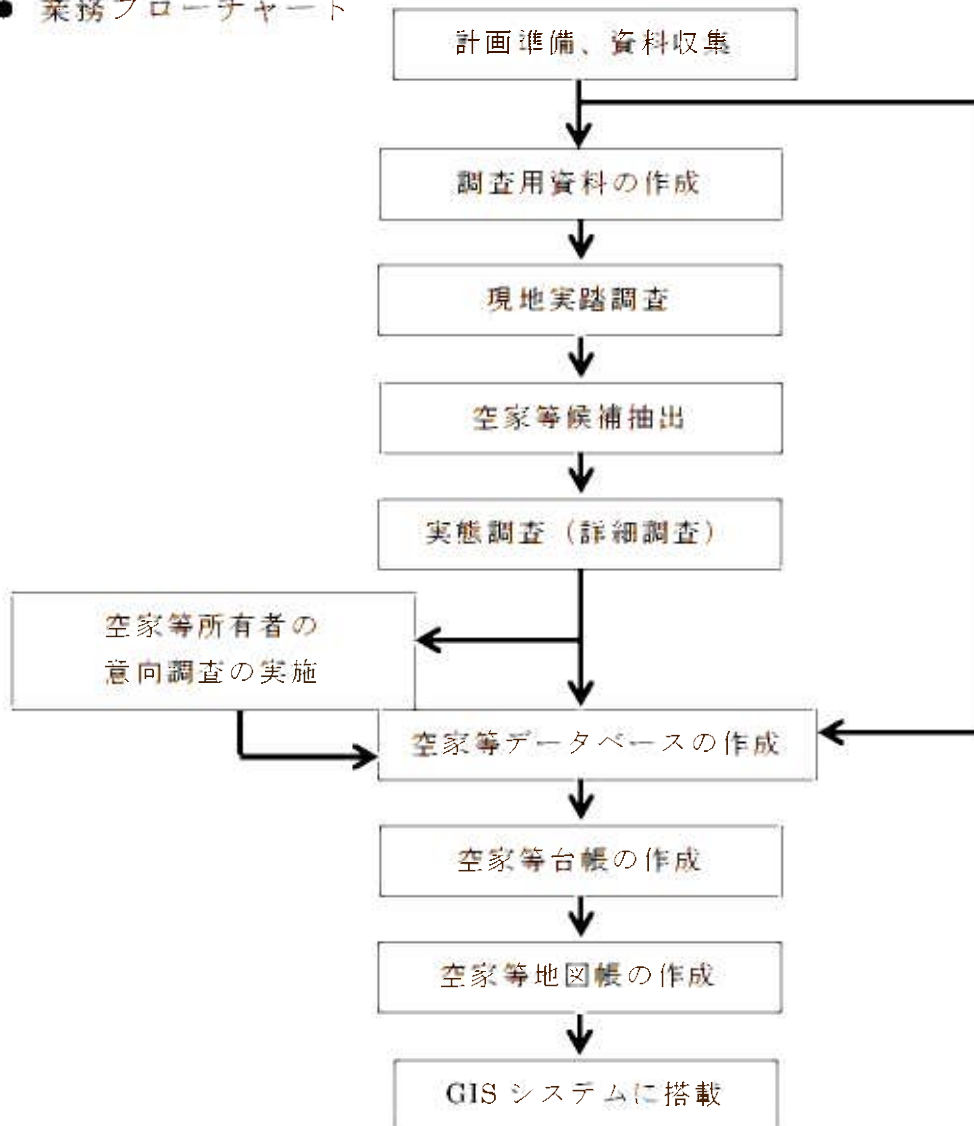 ● 業務フローチャート
計画準備、資料収集
調査用資料の作成
現地実踏調査
空家等候補抽出
実態調査（詳細調査）
空家等所有者の
意向調査の実施
空家等データベースの作成
空家等台帳の作成
空家等地図帳の作成
GIS システムに搭載